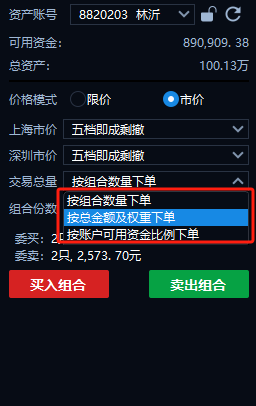 资产账号 8820203 林沂
可用资金: 890,909.38
总资产: 100.13万
价格模式 限价 市价
上海市价 五档即成剩撤
深圳市价 五档即成剩撤
交易总量 按组合数量下单
组合份数
按组合数量下单
按总金额及权重下单
按账户可用资金比例下单
委买: 2
委卖: 2只, 2,573.70元
买入组合 卖出组合